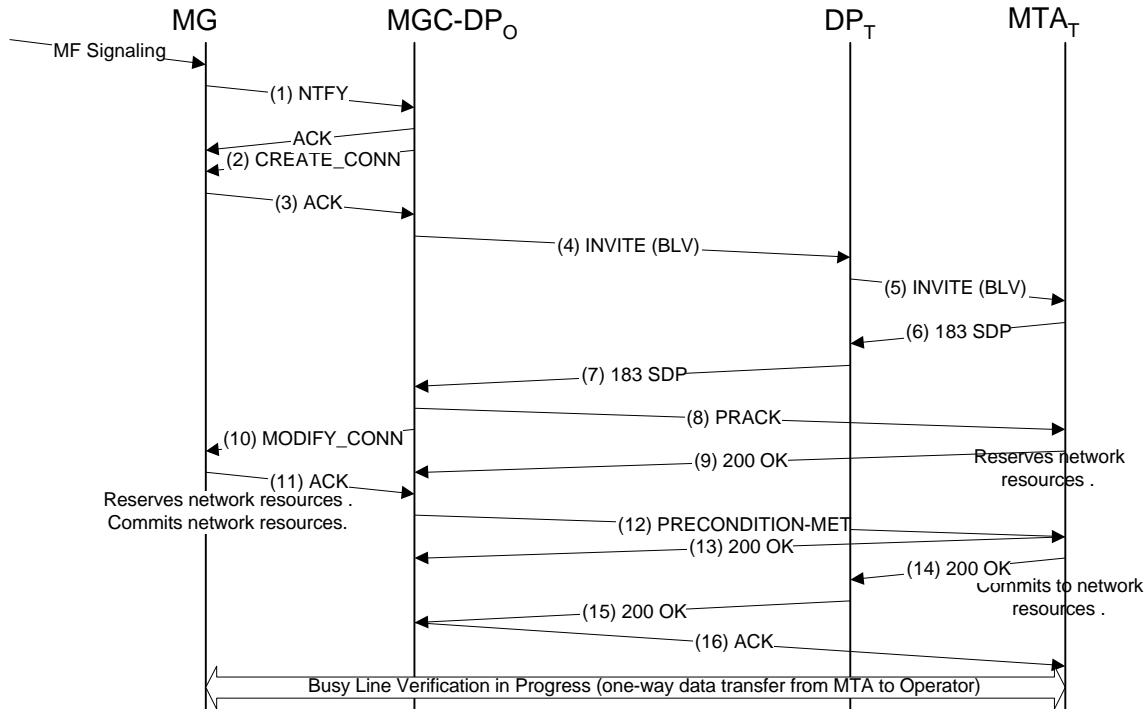 MG MGC-DPO DPT MTAT
MF Signaling
(1) NTFY
ACK
(2) CREATE_CONN
(3) ACK
(4) INVITE (BLV)
(5) INVITE (BLV)
(6) 183 SDP
(7) 183 SDP
(8) PRACK
(10) MODIFY_CONN
(9) 200 OK
Reserves network
resources .
(11) ACK
Reserves network resources .
Commits network resources.
(12) PRECONDITION-MET
(13) 200 OK
(14) 200 OK
Commits to network
resources .
(15) 200 OK
(16) ACK
Busy Line Verification in Progress (one-way data transfer from MTA to Operator)